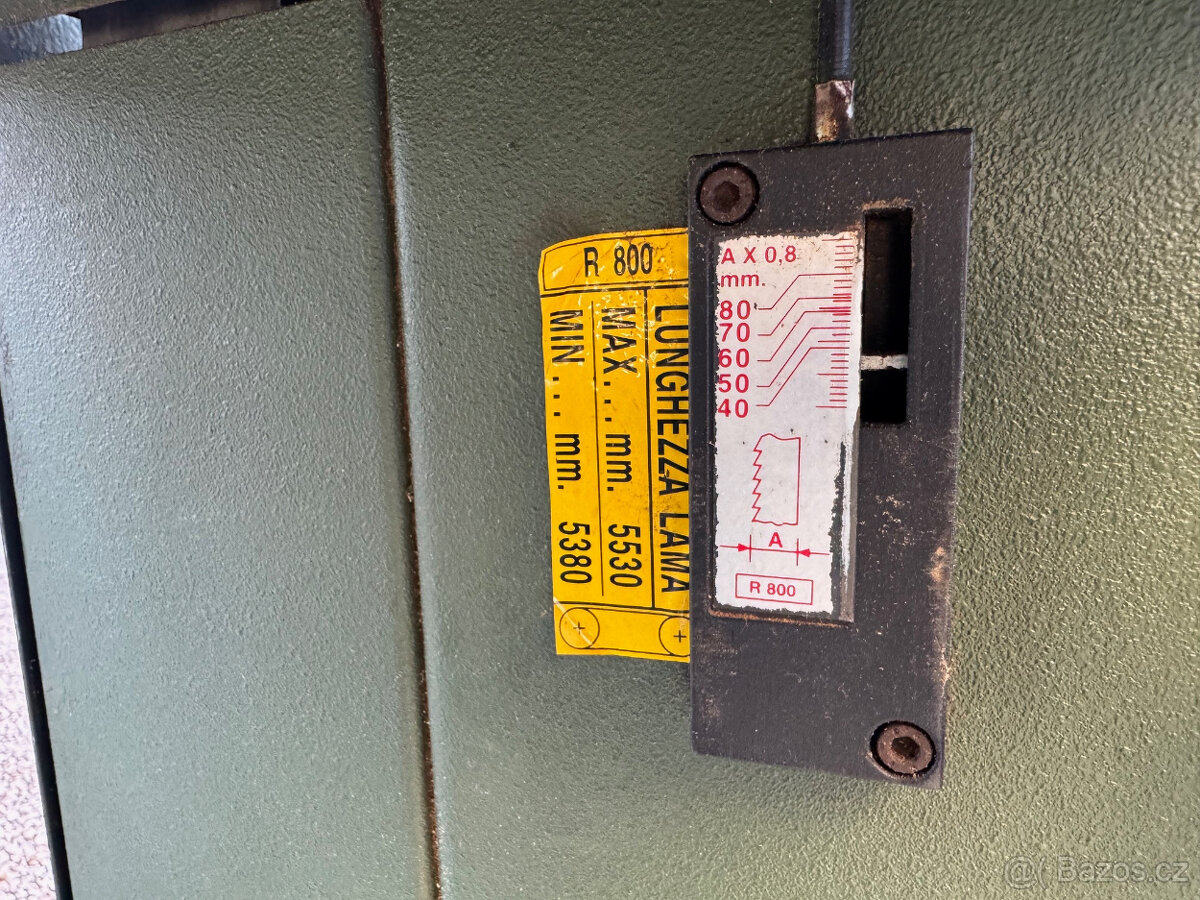 R 800
LUNGHEZZA LAMA
MAX... mm. 5530
MIN... mm. 5380
A X 0,8
mm.
80
70
60
50
40
A
R 800
@ Bazos.cz